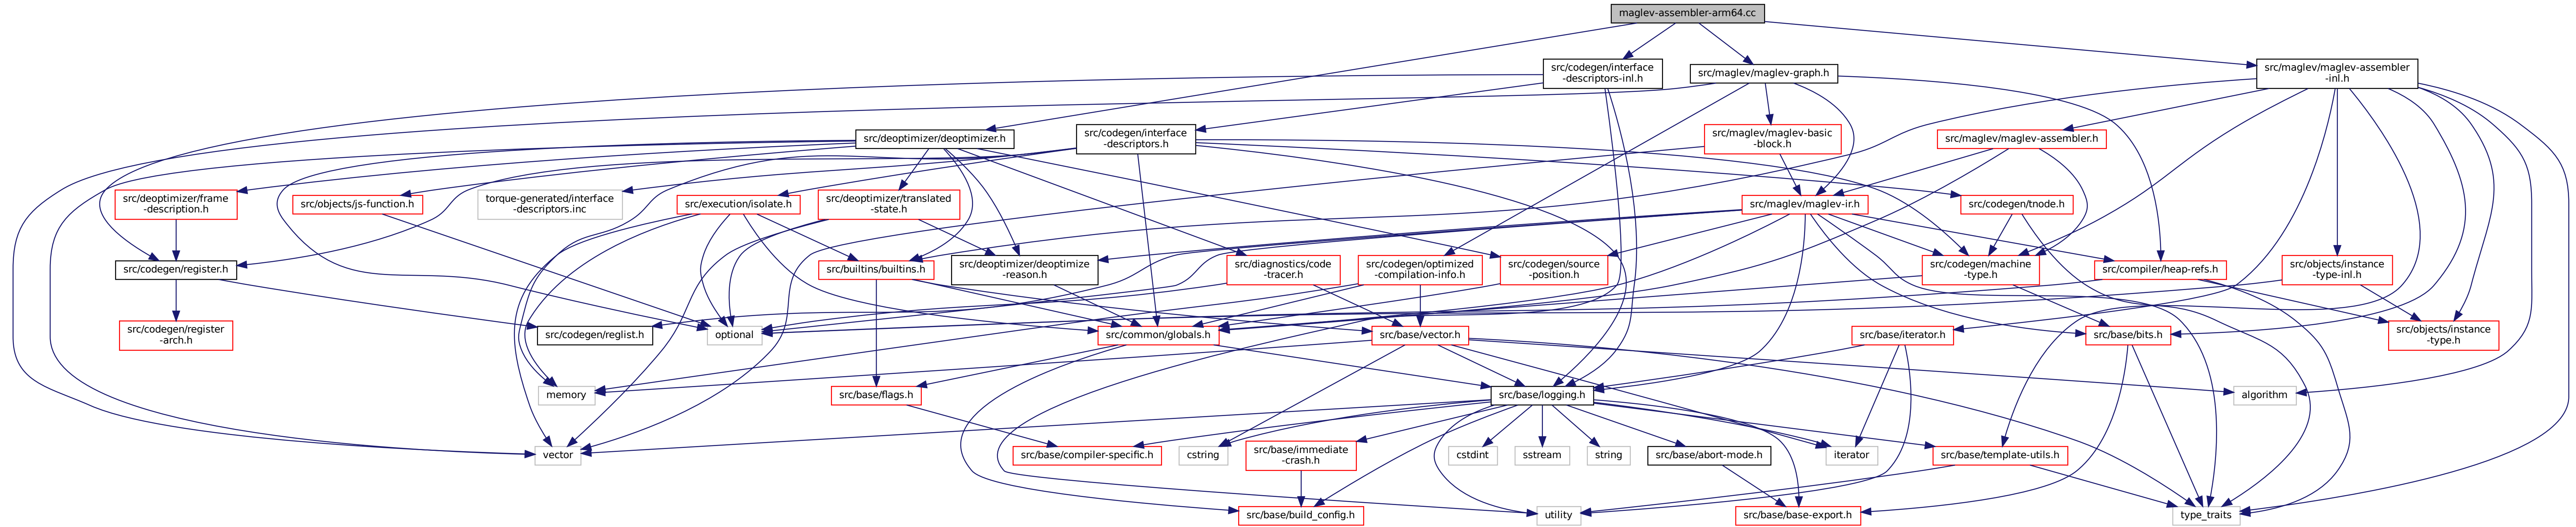 maglev-assembler-arm64.cc
src/codegen/interface
-descriptors-inl.h
src/maglev/maglev-graph.h
src/maglev/maglev-assembler
-inl.h
src/deoptimizer/deoptimizer.h
src/codegen/interface
-descriptors.h
src/maglev/maglev-basic
-block.h
src/maglev/maglev-assembler.h
src/deoptimizer/frame
-description.h
src/objects/js-function.h
torque-generated/interface
-descriptors.inc
src/execution/isolate.h
src/deoptimizer/translated
-state.h
src/maglev/maglev-ir.h
src/codegen/tnode.h
src/codegen/register.h
src/builtins/builtins.h
src/deoptimizer/deoptimize
-reason.h
src/diagnostics/code
-tracer.h
src/codegen/optimized
-compilation-info.h
src/codegen/source
-position.h
src/codegen/machine
-type.h
src/compiler/heap-refs.h
src/objects/instance
-type-inl.h
src/codegen/register
-arch.h
src/codegen/reglist.h
optional
src/common/globals.h
src/base/vector.h
src/base/iterator.h
src/base/bits.h
src/objects/instance
-type.h
memory
src/base/flags.h
src/base/logging.h
algorithm
vector
src/base/compiler-specific.h
cstring
src/base/immediate
-crash.h
cstdint
sstream
string
src/base/abort-mode.h
iterator
src/base/template-utils.h
src/base/build_config.h
utility
src/base/base-export.h
type_traits